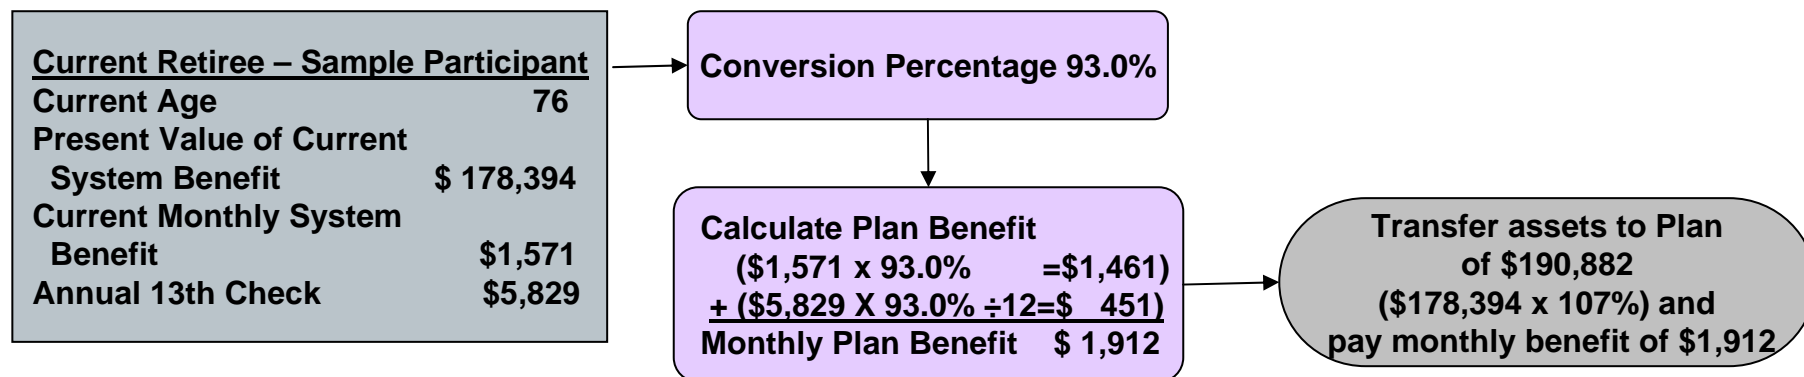 Current Retiree – Sample Participant
Current Age 76
Present Value of Current
System Benefit $ 178,394
Current Monthly System
Benefit $1,571
Annual 13th Check $5,829
Conversion Percentage 93.0%
Calculate Plan Benefit
($1,571 x 93.0% =$1,461)
+ ($5,829 X 93.0% ÷12=$ 451)
Monthly Plan Benefit $ 1,912
Transfer assets to Plan
of $190,882
($178,394 x 107%) and
pay monthly benefit of $1,912